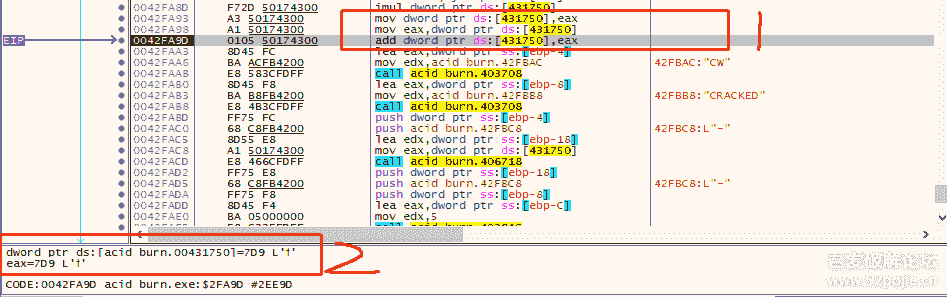 0042FA8D F72D 50174300 imul dword ptr ds:[431750]
0042FA93 A3 50174300 mov dword ptr ds:[431750],eax
0042FA98 A1 50174300 mov eax,dword ptr ds:[431750]
EIP 0042FA9D 0105 50174300 add dword ptr ds:[431750],eax
0042FAA3 8D45 FC lea eax,dword ptr ss:[ebp-4]
0042FAA6 BA ACFB4200 mov edx,acid burn.42FBAC 42FBAC:"CW"
0042FAAB E8 583CFDFF call acid burn.403708
0042FAB0 8D45 F8 lea eax,dword ptr ss:[ebp-8]
0042FAB3 BA B8FB4200 mov edx,acid burn.42FBB8 42FBB8:"CRACKED"
0042FAB8 E8 4B3CFDFF call acid burn.403708
0042FABD FF75 FC push dword ptr ss:[ebp-4]
0042FAC0 68 C8FB4200 push acid burn.42FBC8 42FBC8:L"-"
0042FAC5 8D55 E8 lea edx,dword ptr ss:[ebp-18]
0042FAC8 A1 50174300 mov eax,dword ptr ds:[431750]
0042FACD E8 466CFDFF call acid burn.406718
0042FAD2 FF75 E8 push dword ptr ss:[ebp-18]
0042FAD5 68 C8FB4200 push acid burn.42FBC8 42FBC8:L"-"
0042FADA FF75 F8 push dword ptr ss:[ebp-8]
0042FADD 8D45 F4 lea eax,dword ptr ss:[ebp-C]
0042FAE0 BA 05000000 mov edx,5
1
dword ptr ds:[acid burn.00431750]=7D9 L'ߙ'
eax=7D9 L'ߙ'
2
CODE:0042FA9D acid burn.exe:$2FA9D #2EE9D
吾爱破解论坛
www.52pojie.cn